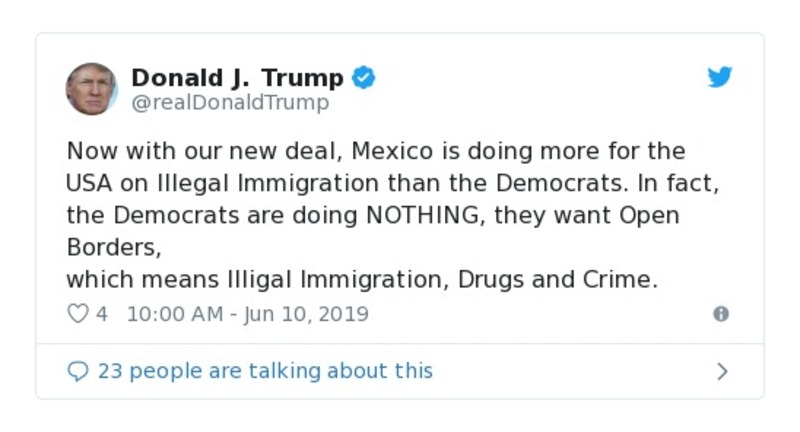 Donald J. Trump
@realDonaldTrump
Now with our new deal, Mexico is doing more for the
USA on Illegal Immigration than the Democrats. In fact,
the Democrats are doing NOTHING, they want Open
Borders,
which means Illigal Immigration, Drugs and Crime.
4 10:00 AM - Jun 10, 2019
23 people are talking about this